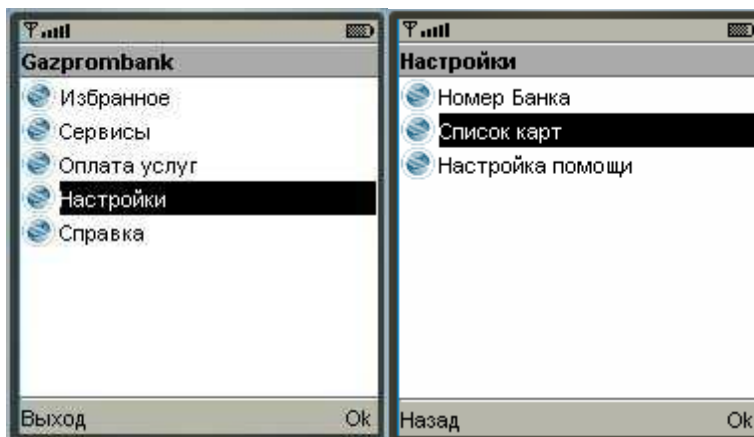 Gazprombank
Избранное
Сервисы
Оплата услуг
Настройки
Справка
Выход Ok
Настройки
Номер Банка
Список карт
Настройка помощи
Назад Ok